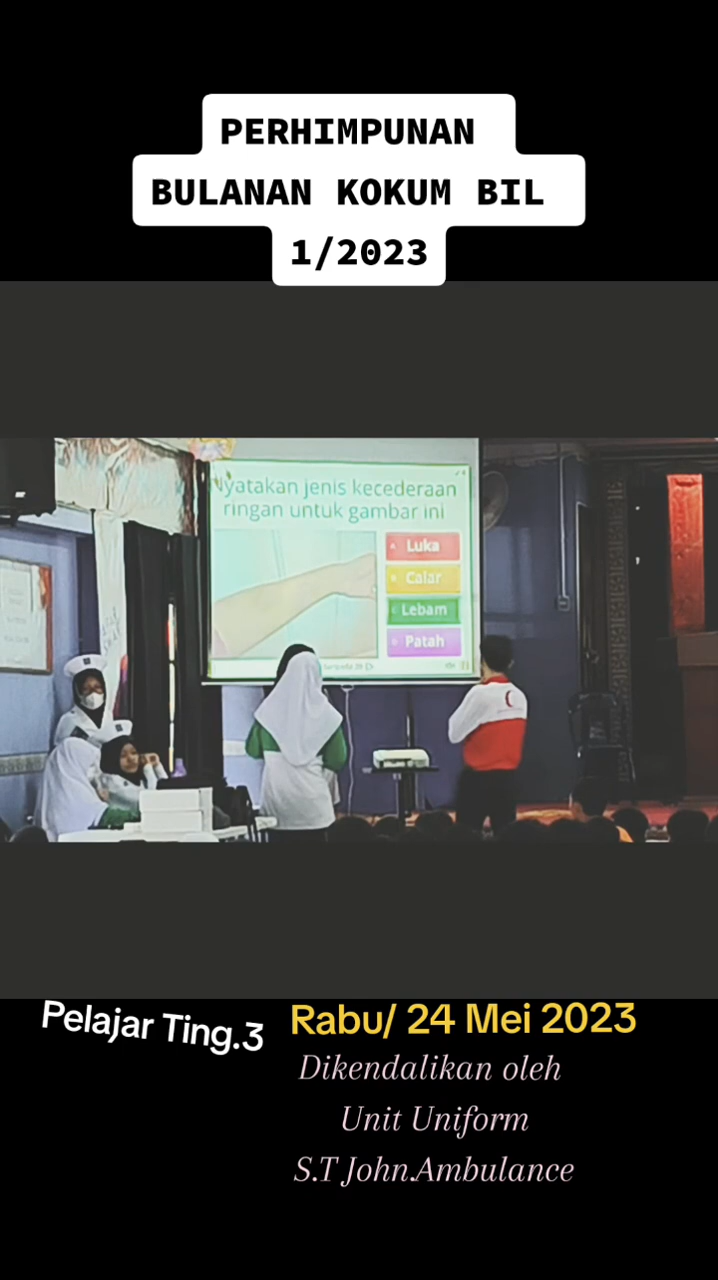 PERHIMPUNAN
BULANAN KOKUM BIL
1/2023
Nyatakan jenis kecederaan
ringan untuk gambar ini
A Luka
B Calar
C Lebam
D Patah
Pelajar Ting.3
Rabu/ 24 Mei 2023
Dikendalikan oleh
Unit Uniform
S.T John.Ambulance